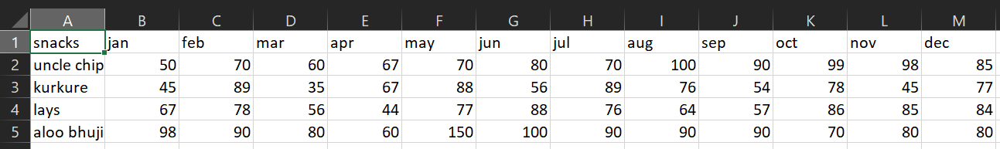 A B C D E F G H I J K L M
1 snacks jan feb mar apr may jun jul aug sep oct nov dec
2 uncle chip 50 70 60 67 70 80 70 100 90 99 98 85
3 kurkure 45 89 35 67 88 56 89 76 54 78 45 77
4 lays 67 78 56 44 77 88 76 64 57 86 85 84
5 aloo bhuji 98 90 80 60 150 100 90 90 90 70 80 80